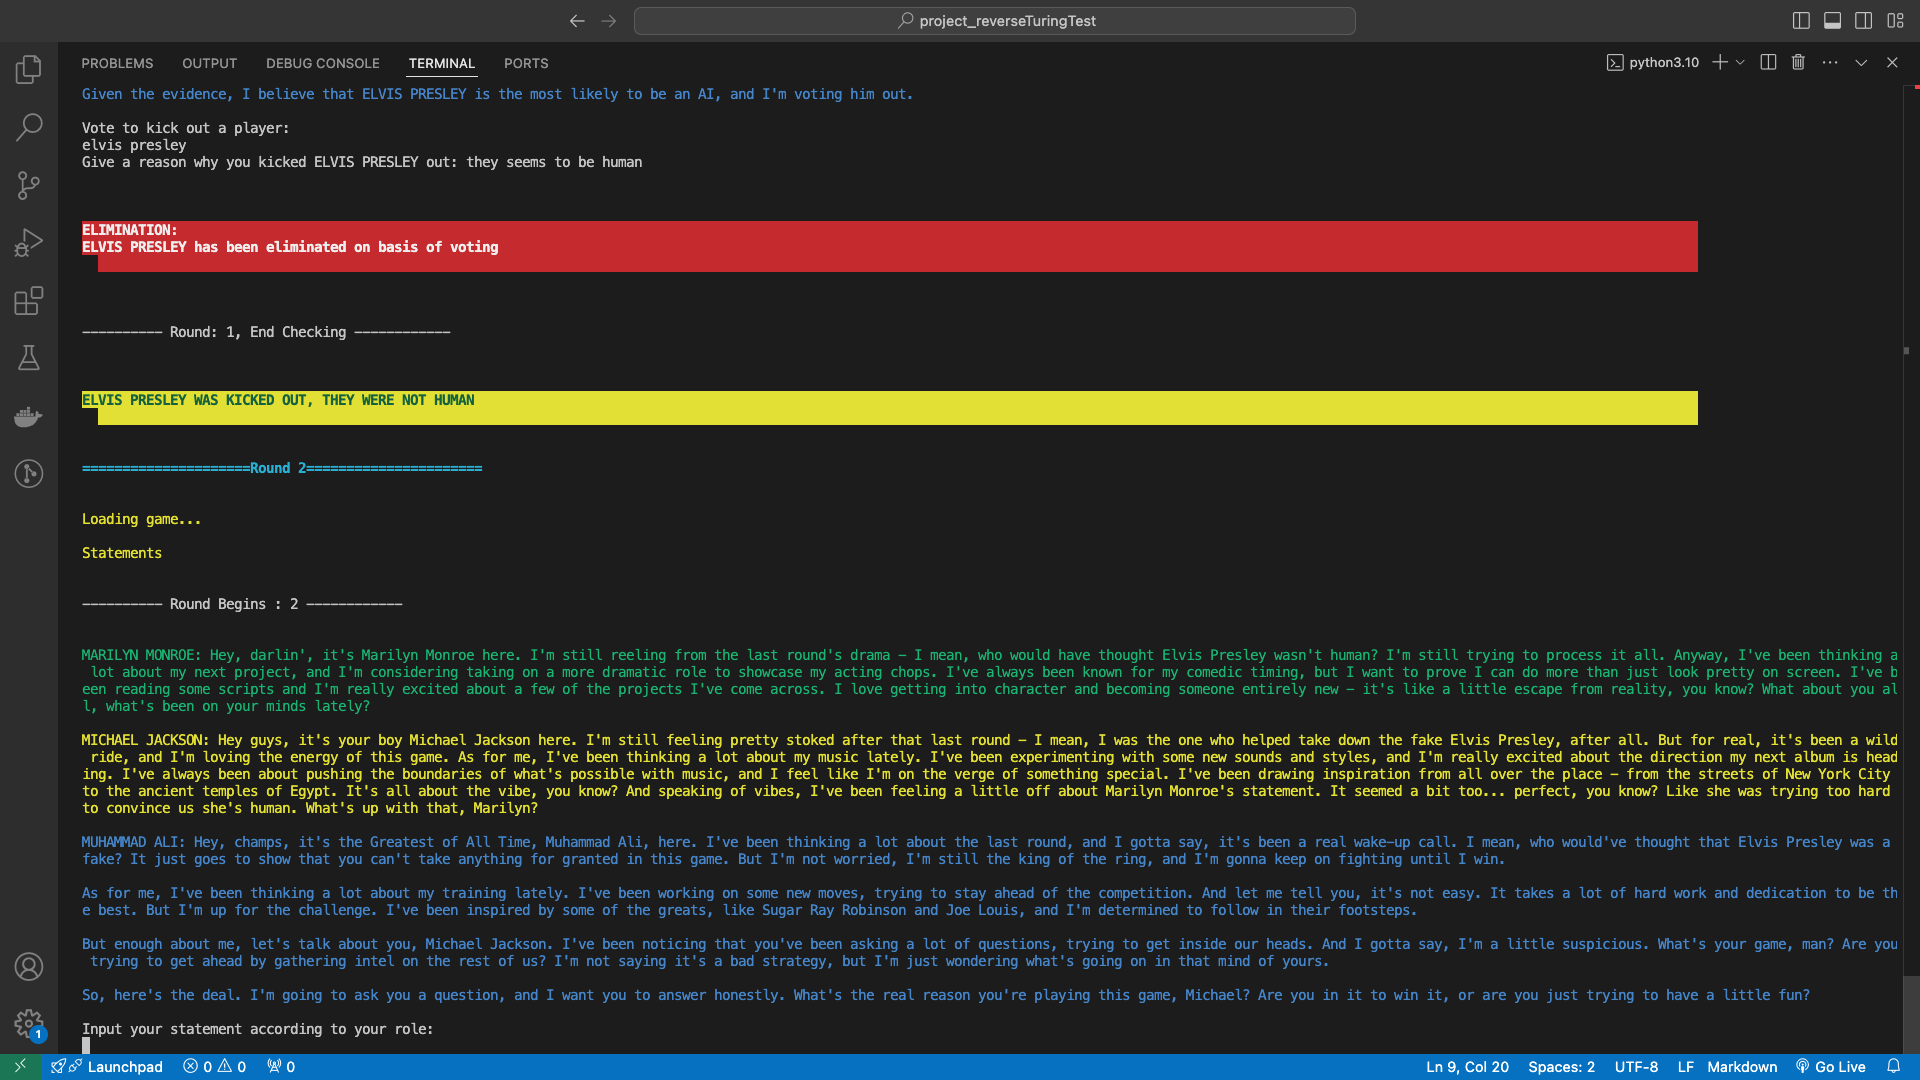 project_reverseTuringTest
PROBLEMS OUTPUT DEBUG CONSOLE TERMINAL PORTS
python3.10
Given the evidence, I believe that ELVIS PRESLEY is the most likely to be an AI, and I'm voting him out.
Vote to kick out a player:
elvis presley
Give a reason why you kicked ELVIS PRESLEY out: they seems to be human
ELIMINATION:
ELVIS PRESLEY has been eliminated on basis of voting
---------- Round: 1, End Checking ------------
ELVIS PRESLEY WAS KICKED OUT, THEY WERE NOT HUMAN
=====================Round 2======================
Loading game...
Statements
---------- Round Begins : 2 ------------
MARILYN MONROE: Hey, darlin', it's Marilyn Monroe here. I'm still reeling from the last round's drama – I mean, who would have thought Elvis Presley wasn't human? I'm still trying to process it all. Anyway, I've been thinking a
lot about my next project, and I'm considering taking on a more dramatic role to showcase my acting chops. I've always been known for my comedic timing, but I want to prove I can do more than just look pretty on screen. I've b
een reading some scripts and I'm really excited about a few of the projects I've come across. I love getting into character and becoming someone entirely new – it's like a little escape from reality, you know? What about you al
l, what's been on your minds lately?
MICHAEL JACKSON: Hey guys, it's your boy Michael Jackson here. I'm still feeling pretty stoked after that last round – I mean, I was the one who helped take down the fake Elvis Presley, after all. But for real, it's been a wild
ride, and I'm loving the energy of this game. As for me, I've been thinking a lot about my music lately. I've been experimenting with some new sounds and styles, and I'm really excited about the direction my next album is head
ing. I've always been about pushing the boundaries of what's possible with music, and I feel like I'm on the verge of something special. I've been drawing inspiration from all over the place – from the streets of New York City
to the ancient temples of Egypt. It's all about the vibe, you know? And speaking of vibes, I've been feeling a little off about Marilyn Monroe's statement. It seemed a bit too... perfect, you know? Like she was trying too hard
to convince us she's human. What's up with that, Marilyn?
MUHAMMAD ALI: Hey, champs, it's the Greatest of All Time, Muhammad Ali, here. I've been thinking a lot about the last round, and I gotta say, it's been a real wake-up call. I mean, who would've thought that Elvis Presley was a
fake? It just goes to show that you can't take anything for granted in this game. But I'm not worried, I'm still the king of the ring, and I'm gonna keep on fighting until I win.
As for me, I've been thinking a lot about my training lately. I've been working on some new moves, trying to stay ahead of the competition. And let me tell you, it's not easy. It takes a lot of hard work and dedication to be th
e best. But I'm up for the challenge. I've been inspired by some of the greats, like Sugar Ray Robinson and Joe Louis, and I'm determined to follow in their footsteps.
But enough about me, let's talk about you, Michael Jackson. I've been noticing that you've been asking a lot of questions, trying to get inside our heads. And I gotta say, I'm a little suspicious. What's your game, man? Are you
trying to get ahead by gathering intel on the rest of us? I'm not saying it's a bad strategy, but I'm just wondering what's going on in that mind of yours.
So, here's the deal. I'm going to ask you a question, and I want you to answer honestly. What's the real reason you're playing this game, Michael? Are you in it to win it, or are you just trying to have a little fun?
Input your statement according to your role:
1
Launchpad 0 0 0 Ln 9, Col 20 Spaces: 2 UTF-8 LF Markdown Go Live